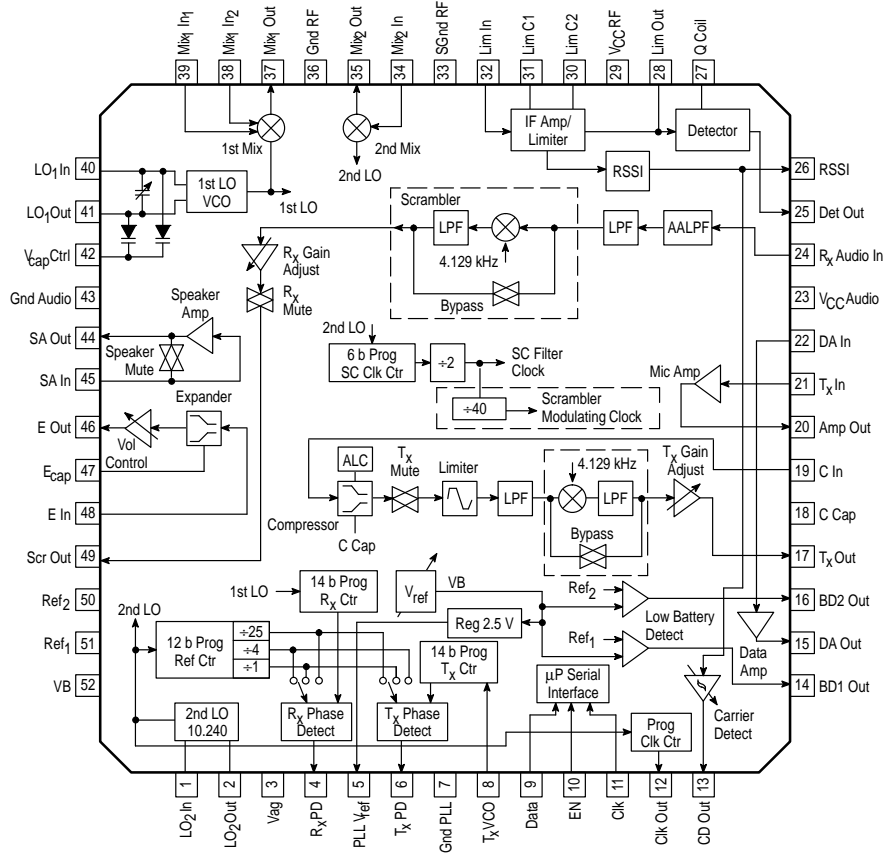 Mix1 In1
Mix1 In2
Mix1 Out
Gnd RF
Mix2 Out
Mix2 In
SGnd RF
Lim In
Lim C1
Lim C2
VCC RF
Lim Out
Q Coil
39
38
37
36
35
34
33
32
31
30
29
28
27
1st Mix
2nd Mix
2nd LO
IF Amp/
Limiter
Detector
RSSI
LO1 In
40
LO1 Out
41
Vcap Ctrl
42
Gnd Audio
43
SA Out
44
SA In
45
E Out
46
Ecap
47
E In
48
Scr Out
49
Ref2
50
Ref1
51
VB
52
26
RSSI
25
Det Out
24
Rx Audio In
23
VCC Audio
22
DA In
21
Tx In
20
Amp Out
19
C In
18
C Cap
17
Tx Out
16
BD2 Out
15
DA Out
14
BD1 Out
1st LO
VCO
1st LO
Scrambler
LPF
4.129 kHz
Bypass
LPF
AALPF
Rx Gain
Adjust
Rx
Mute
Speaker
Amp
Speaker
Mute
Expander
Vol
Control
2nd LO
6 b Prog
SC Clk Ctr
÷2
SC Filter
Clock
÷40
Scrambler
Modulating Clock
Mic Amp
ALC
Compressor
C Cap
Tx
Mute
Limiter
LPF
4.129 kHz
LPF
Bypass
Tx Gain
Adjust
1st LO
14 b Prog
Rx Ctr
Vref
VB
Reg 2.5 V
Ref2
Ref1
Low Battery
Detect
Data
Amp
2nd LO
12 b Prog
Ref Ctr
÷25
÷4
÷1
14 b Prog
Tx Ctr
µP Serial
Interface
2nd LO
10.240
Rx Phase
Detect
Tx Phase
Detect
Prog
Clk Ctr
Carrier
Detect
1
2
3
4
5
6
7
8
9
10
11
12
13
LO2 In
LO2 Out
Vag
Rx PD
PLL Vref
Tx PD
Gnd PLL
Tx VCO
Data
EN
Clk
Clk Out
CD Out